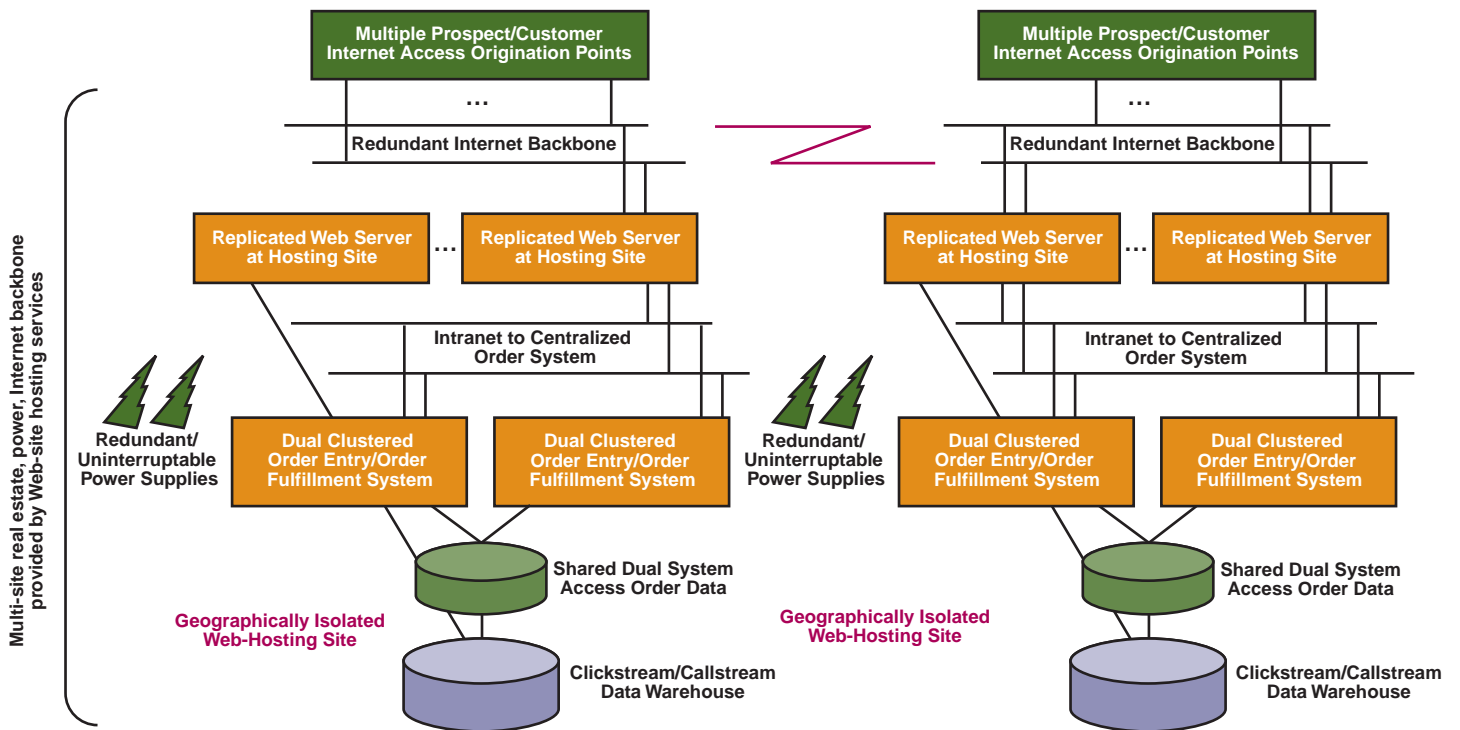 Multiple Prospect/Customer
Internet Access Origination Points
...
Redundant Internet Backbone
Replicated Web Server
at Hosting Site
...
Replicated Web Server
at Hosting Site
Intranet to Centralized
Order System
Redundant/
Uninterruptable
Power Supplies
Dual Clustered
Order Entry/Order
Fulfillment System
Dual Clustered
Order Entry/Order
Fulfillment System
Shared Dual System
Access Order Data
Geographically Isolated
Web-Hosting Site
Clickstream/Callstream
Data Warehouse
Multi-site real estate, power, Internet backbone
provided by Web-site hosting services
Multiple Prospect/Customer
Internet Access Origination Points
...
Redundant Internet Backbone
Replicated Web Server
at Hosting Site
...
Replicated Web Server
at Hosting Site
Intranet to Centralized
Order System
Redundant/
Uninterruptable
Power Supplies
Dual Clustered
Order Entry/Order
Fulfillment System
Dual Clustered
Order Entry/Order
Fulfillment System
Shared Dual System
Access Order Data
Geographically Isolated
Web-Hosting Site
Clickstream/Callstream
Data Warehouse